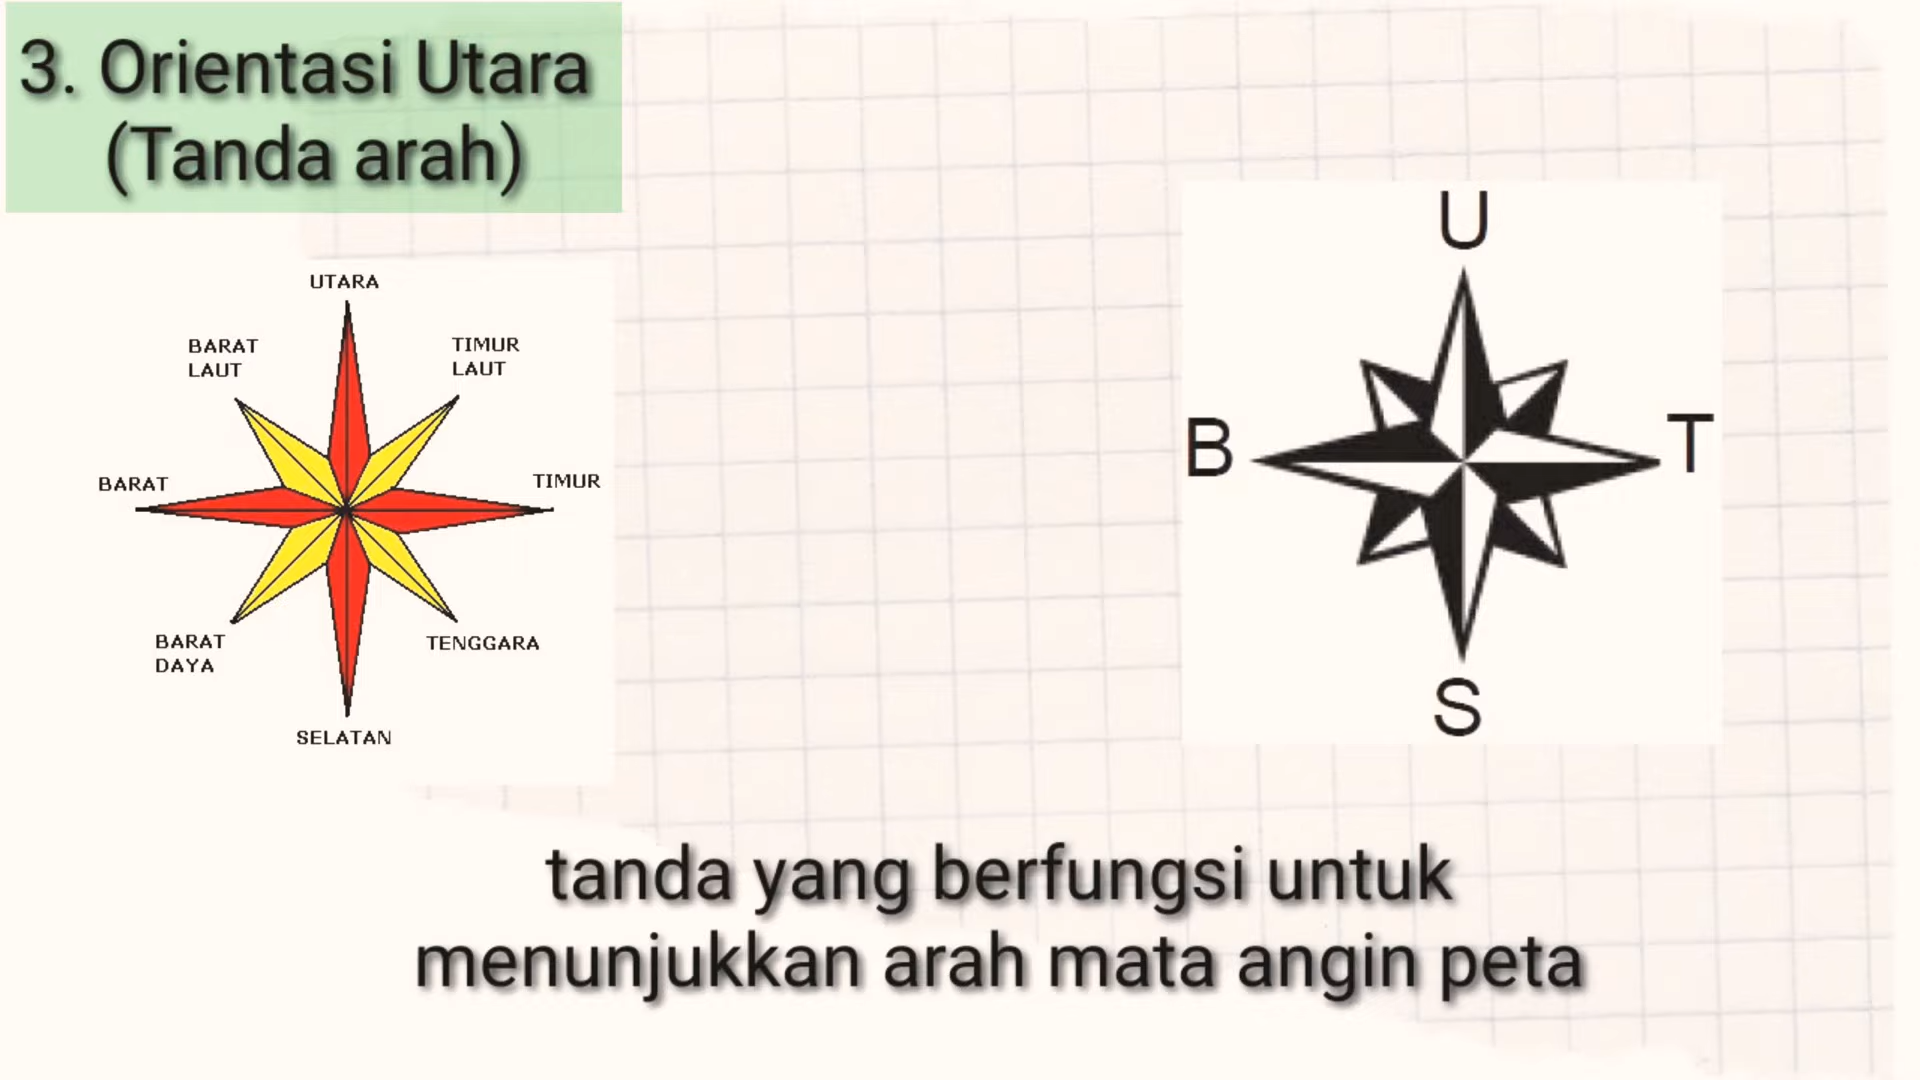 3. Orientasi Utara
(Tanda arah)
UTARA
BARAT
LAUT
TIMUR
LAUT
BARAT
TIMUR
BARAT
DAYA
TENGGARA
SELATAN
U
B
T
S
tanda yang berfungsi untuk
menunjukkan arah mata angin peta